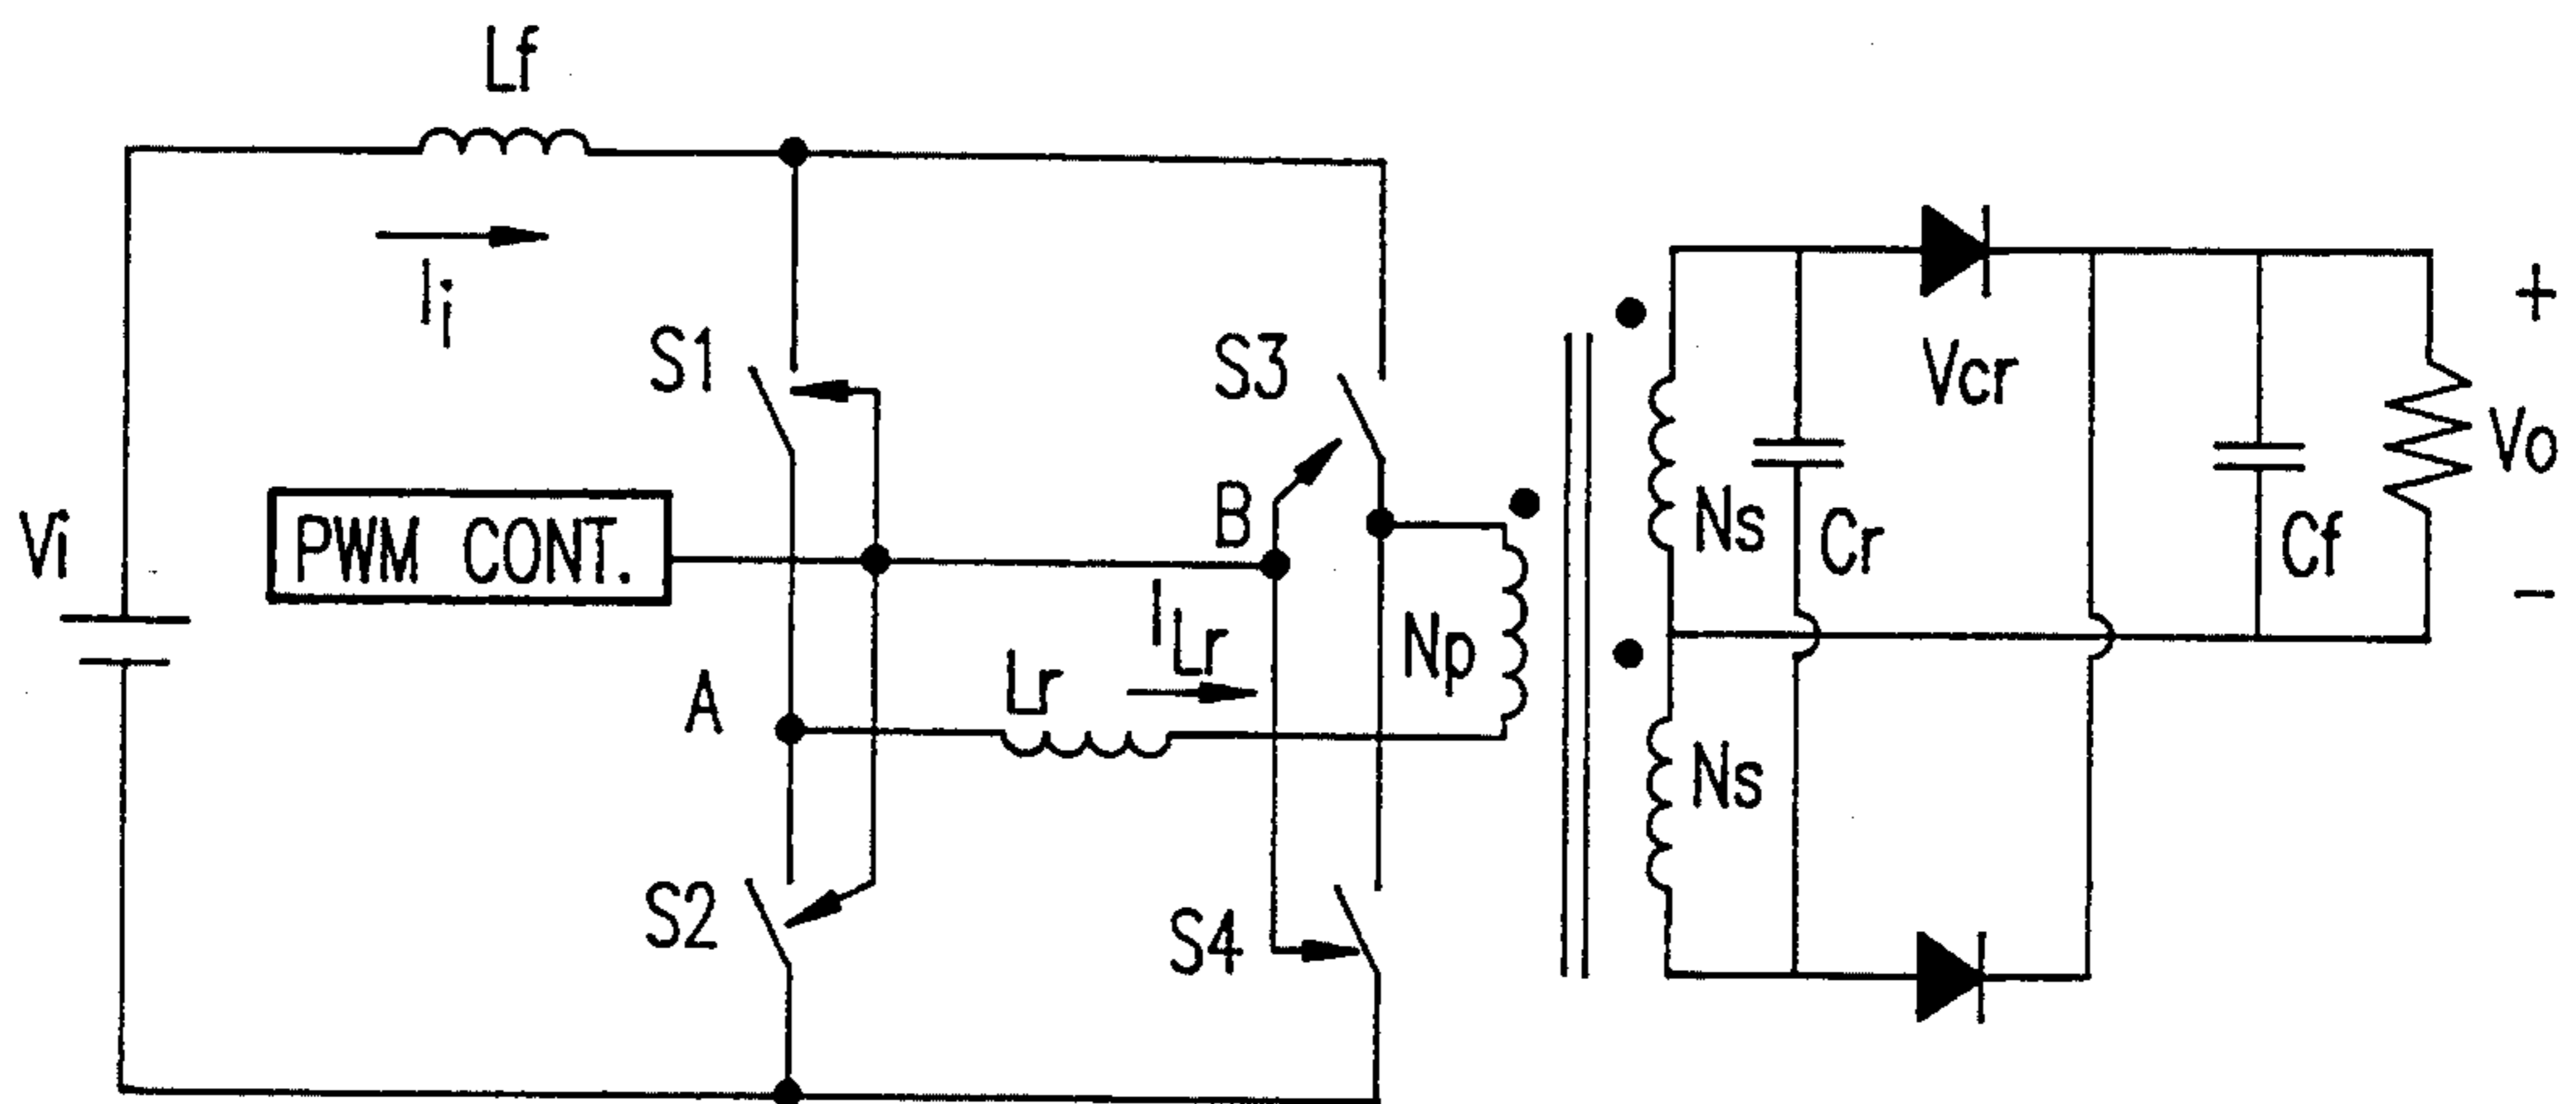 Lf
Ii
S1
S3
Vcr
+
Vo
-
Vi
PWM CONT.
B
Ns
Cr
Cf
ILr
Np
Lr
A
Ns
S2
S4